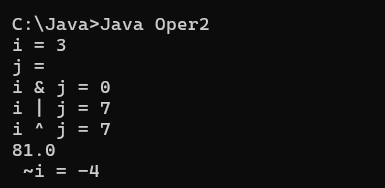 C:\Java>Java Oper2
i = 3
j =
i & j = 0
i | j = 7
i ^ j = 7
81.0
 ~i = -4